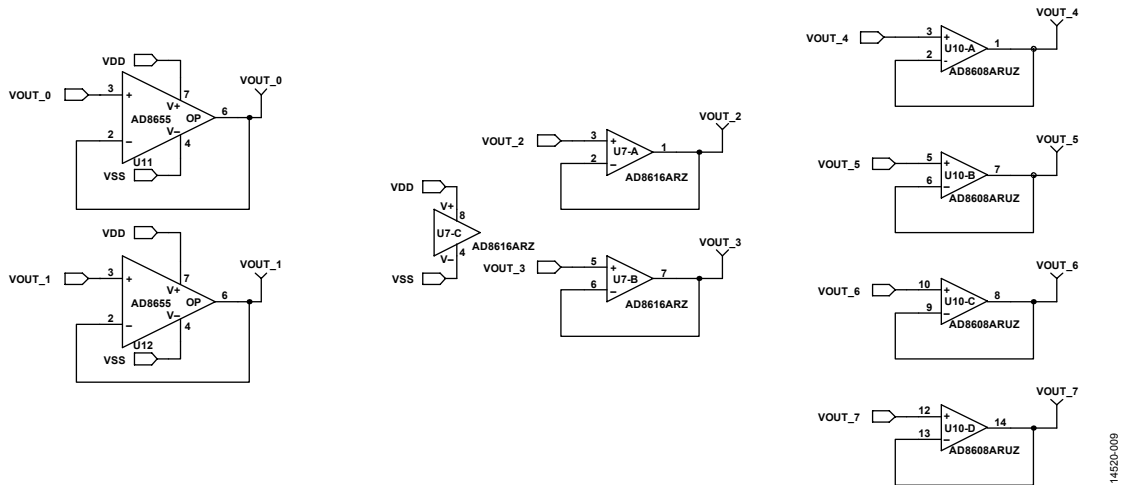 VDD
VOUT_0
VOUT_0
3
+
7
V+
AD8655
OP
6
2
−
V−
4
U11
VSS
VDD
VOUT_1
VOUT_1
3
+
7
V+
AD8655
OP
6
2
−
V−
4
U12
VSS
VDD
V+
8
U7-C
AD8616ARZ
V−
4
VSS
VOUT_2
VOUT_2
3
+
U7-A
1
2
−
AD8616ARZ
VOUT_3
VOUT_3
5
+
U7-B
7
6
−
AD8616ARZ
VOUT_4
VOUT_4
3
+
U10-A
1
2
-
AD8608ARUZ
VOUT_5
VOUT_5
5
+
U10-B
7
6
−
AD8608ARUZ
VOUT_6
VOUT_6
10
+
U10-C
8
9
−
AD8608ARUZ
VOUT_7
VOUT_7
12
+
U10-D
14
13
−
AD8608ARUZ
14520-009